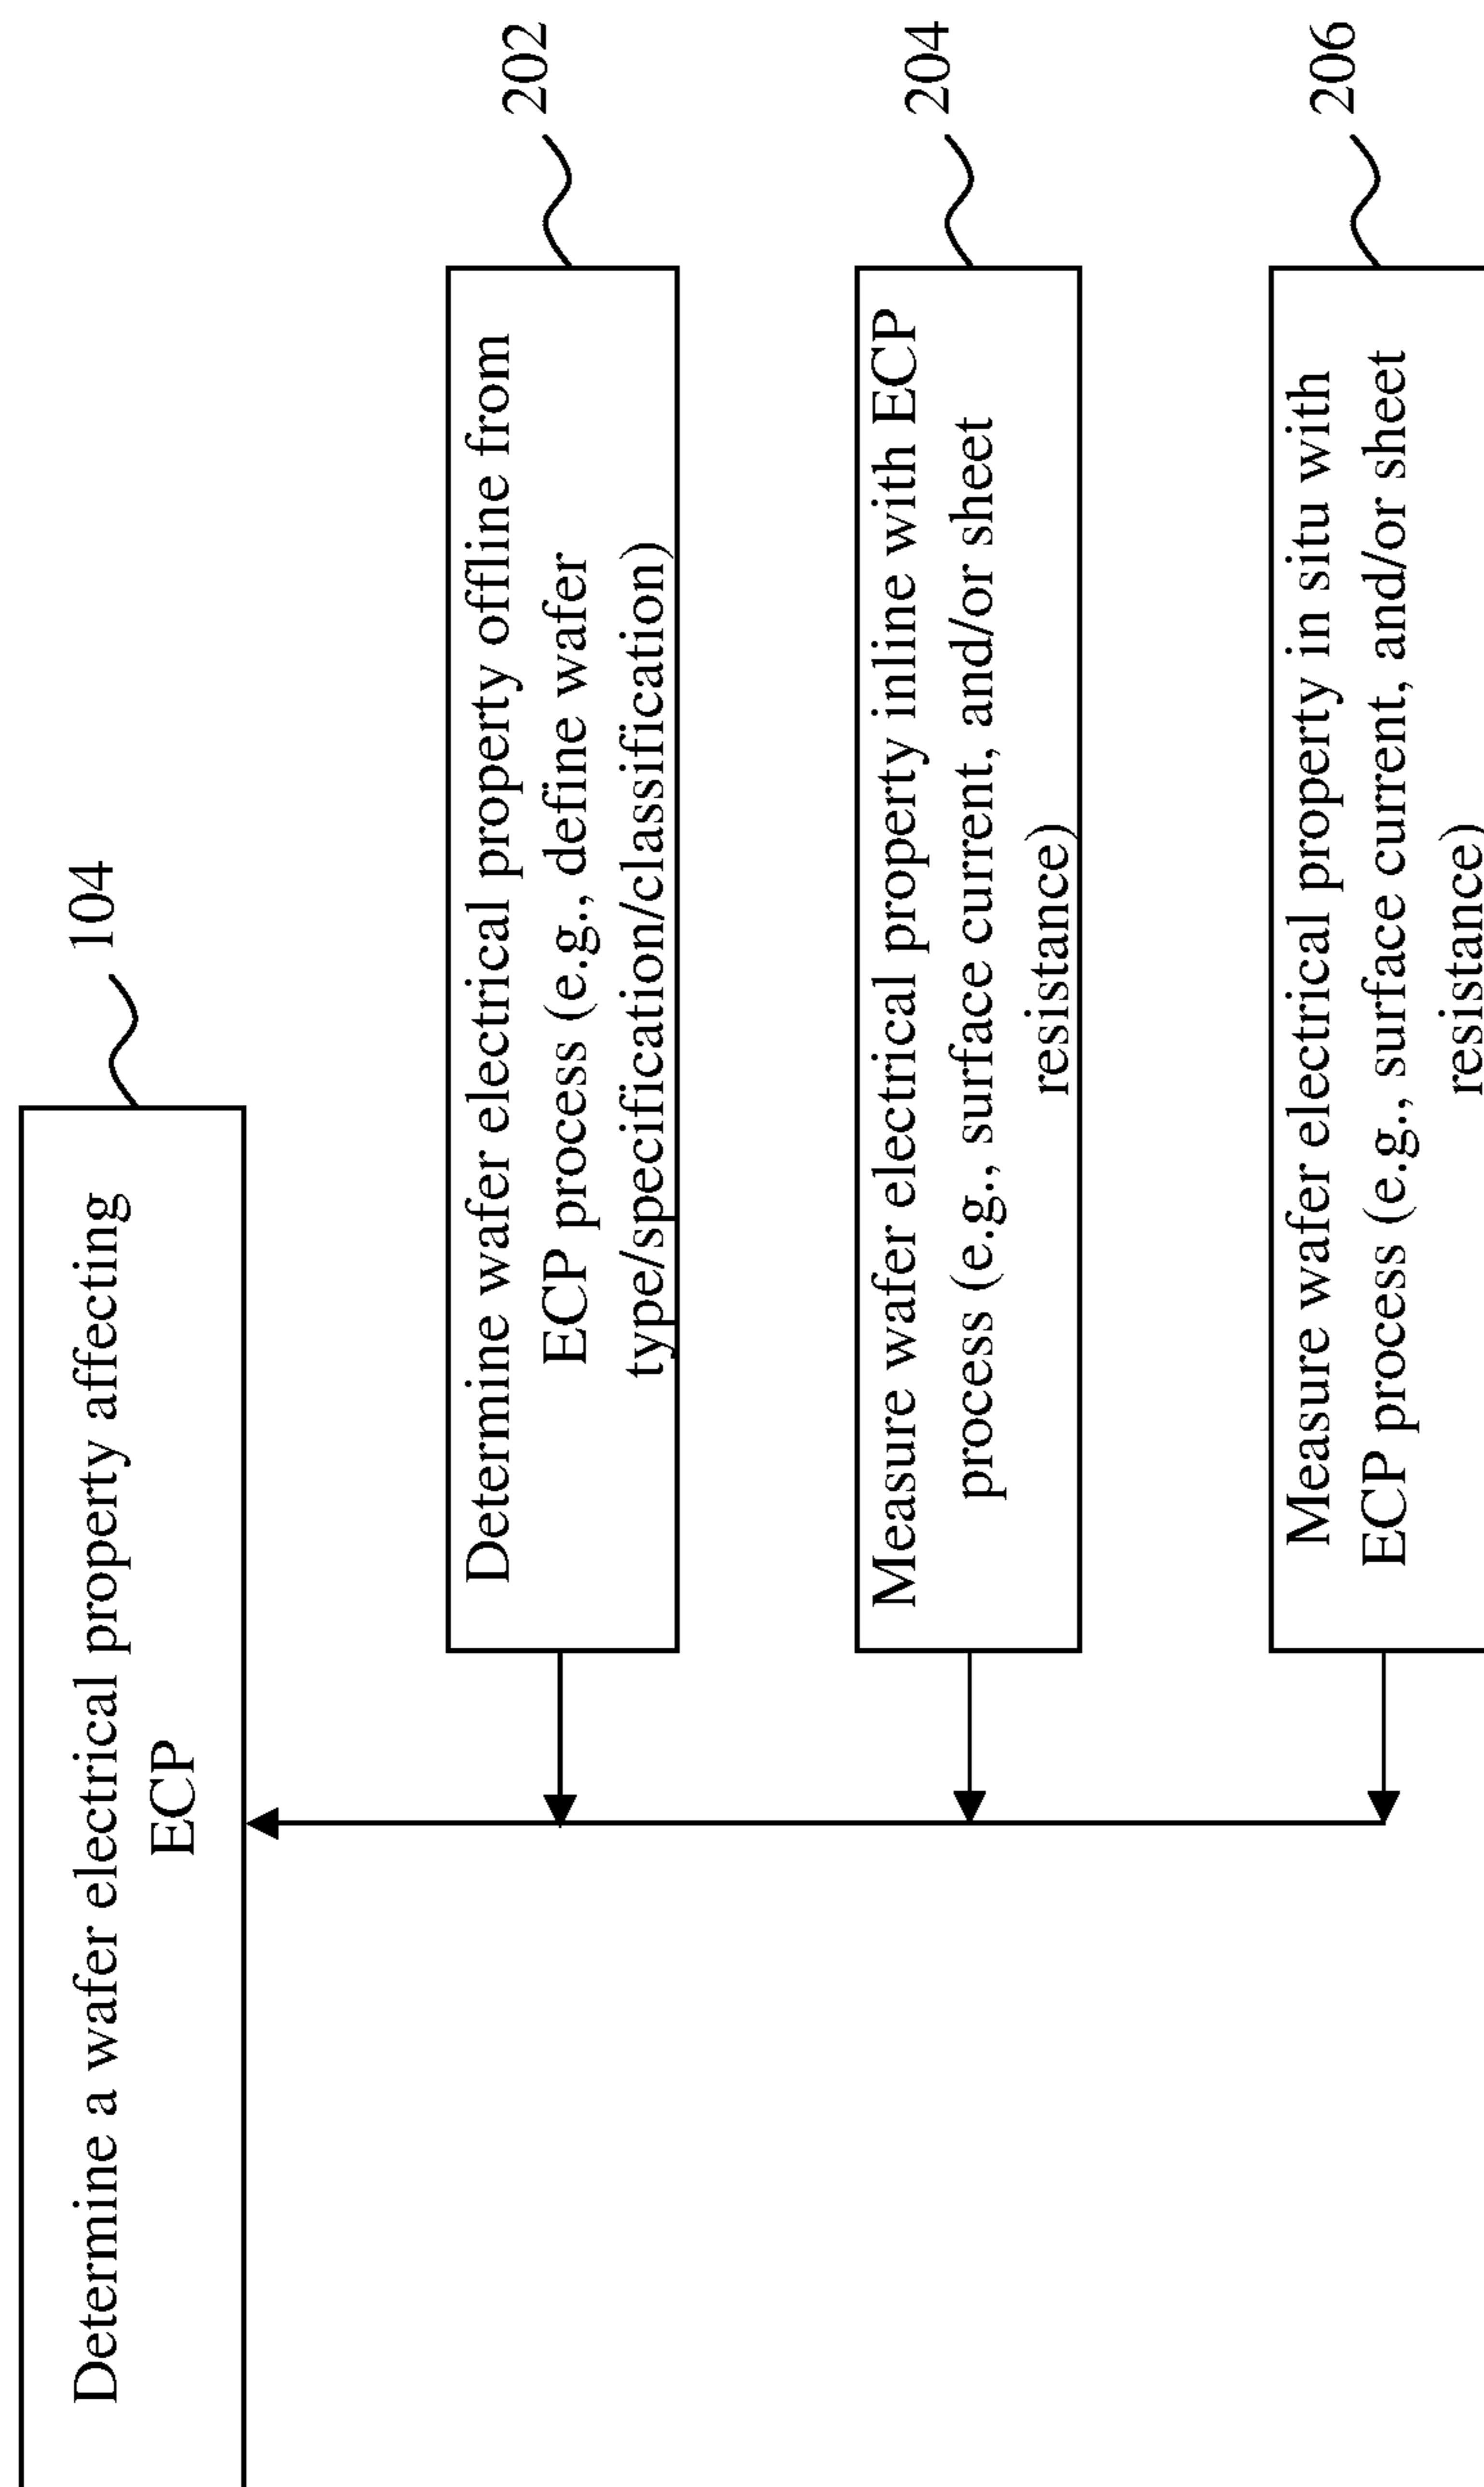 Determine a wafer electrical property affecting
ECP
104
Determine wafer electrical property offline from
ECP process (e.g., define wafer
type/specification/classification)
202
Measure wafer electrical property inline with ECP
process (e.g., surface current, and/or sheet
resistance)
204
Measure wafer electrical property in situ with
ECP process (e.g., surface current, and/or sheet
resistance)
206